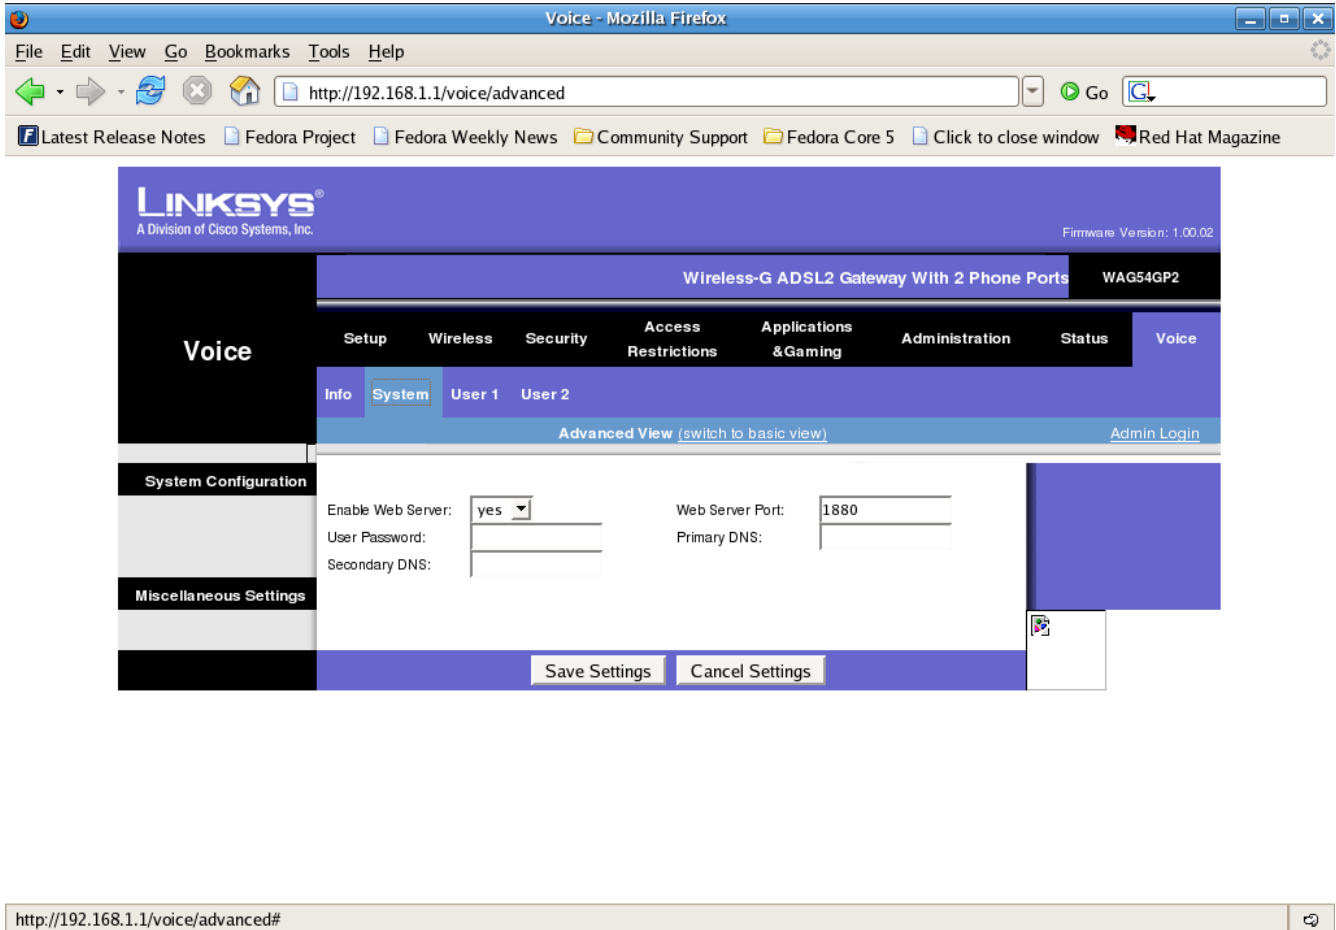 Voice - Mozilla Firefox
File Edit View Go Bookmarks Tools Help
http://192.168.1.1/voice/advanced Go G
Latest Release Notes Fedora Project Fedora Weekly News Community Support Fedora Core 5 Click to close window Red Hat Magazine
LINKSYS®
A Division of Cisco Systems, Inc.
Firmware Version: 1.00.02
Wireless-G ADSL2 Gateway With 2 Phone Ports WAG54GP2
Voice
Setup Wireless Security Access Restrictions Applications &Gaming Administration Status Voice
Info System User 1 User 2
Advanced View (switch to basic view) Admin Login
System Configuration
Enable Web Server: yes Web Server Port: 1880
User Password: Primary DNS:
Secondary DNS:
Miscellaneous Settings
Save Settings Cancel Settings
http://192.168.1.1/voice/advanced#